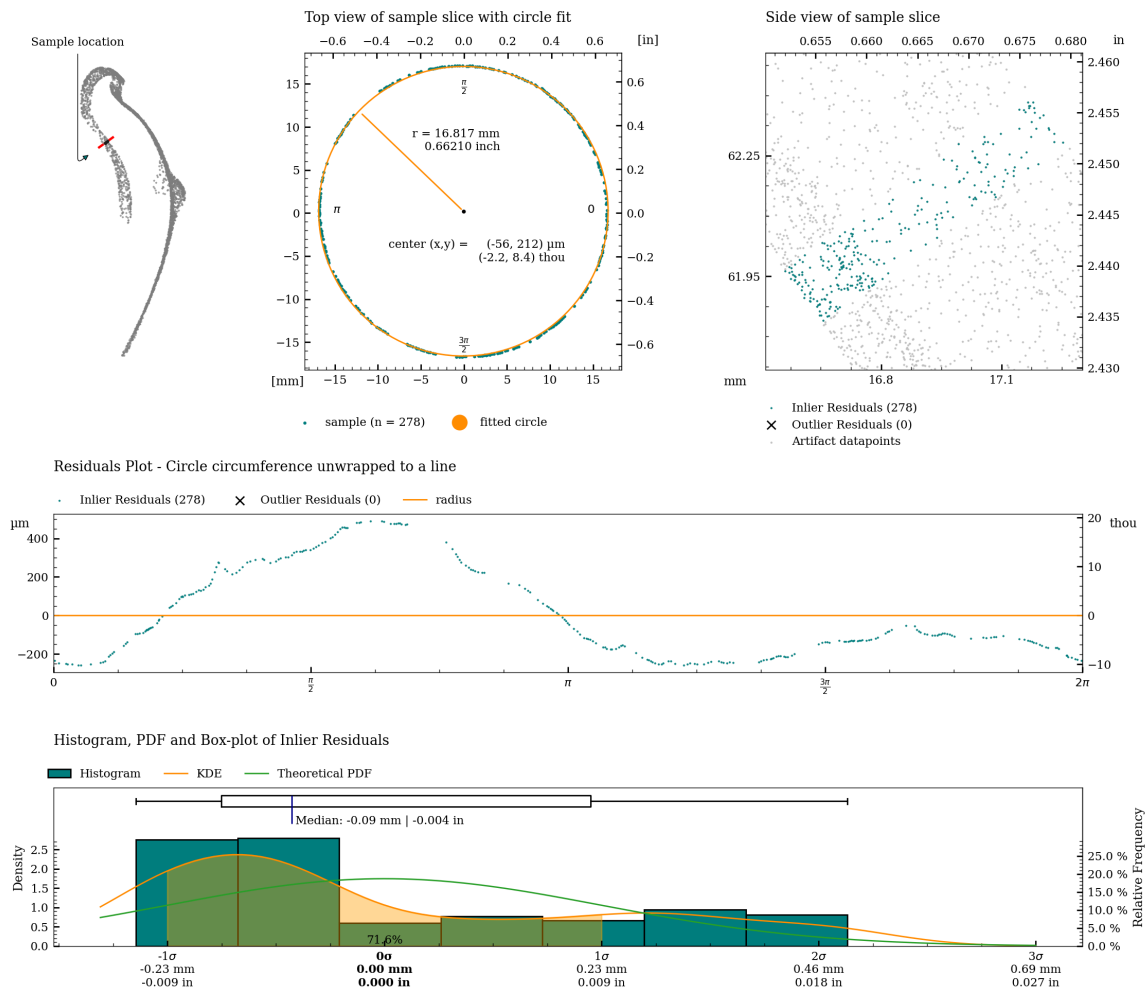 Sample location
Top view of sample slice with circle fit
−0.6 −0.4 −0.2 0.0 0.2 0.4 0.6 [in]
15 10 5 0 −5 −10 −15
0.6 0.4 0.2 0.0 −0.2 −0.4 −0.6
π/2
r = 16.817 mm
0.66210 inch
π 0
center (x,y) = (-56, 212) µm
(-2.2, 8.4) thou
3π/2
[mm] −15 −10 −5 0 5 10 15
sample (n = 278) fitted circle
Side view of sample slice
0.655 0.660 0.665 0.670 0.675 0.680 in
62.25 61.95
2.460 2.455 2.450 2.445 2.440 2.435 2.430
mm 16.8 17.1
Inlier Residuals (278)
Outlier Residuals (0)
Artifact datapoints
Residuals Plot - Circle circumference unwrapped to a line
Inlier Residuals (278) Outlier Residuals (0) radius
µm 400 200 0 −200
20 10 0 −10 thou
0 π/2 π 3π/2 2π
Histogram, PDF and Box-plot of Inlier Residuals
Histogram KDE Theoretical PDF
Median: -0.09 mm | -0.004 in
Density
2.5 2.0 1.5 1.0 0.5 0.0
25.0 % 20.0 % 15.0 % 10.0 % 5.0 % 0.0 %
Relative Frequency
71.6%
-1σ 0σ 1σ 2σ 3σ
-0.23 mm 0.00 mm 0.23 mm 0.46 mm 0.69 mm
-0.009 in 0.000 in 0.009 in 0.018 in 0.027 in